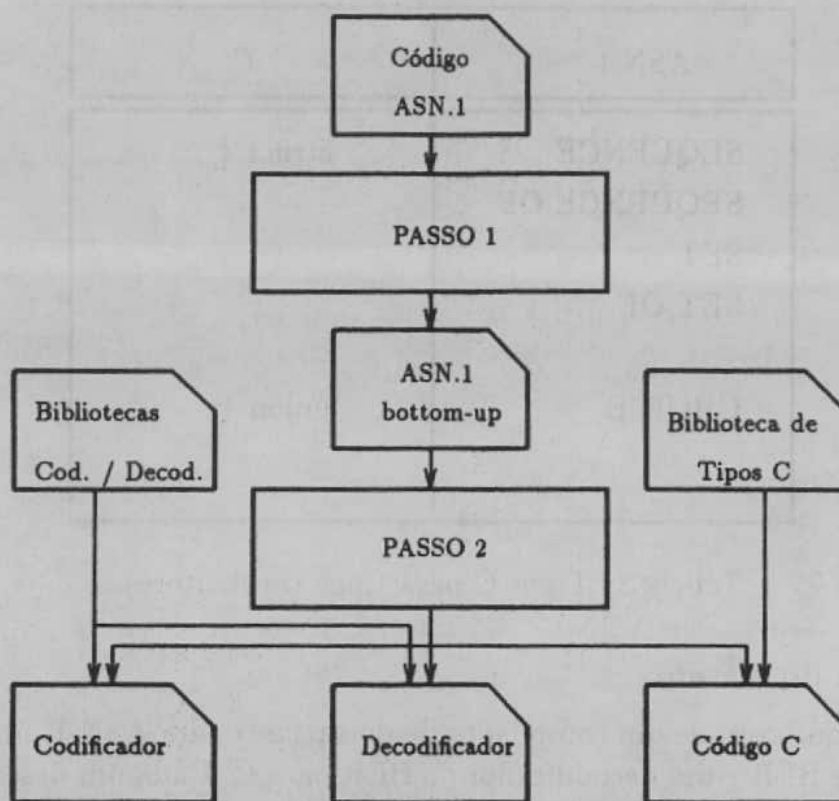 Código
ASN.1
PASSO 1
ASN.1
bottom-up
Bibliotecas
Cod. / Decod.
Biblioteca de
Tipos C
PASSO 2
Codificador
Decodificador
Código C